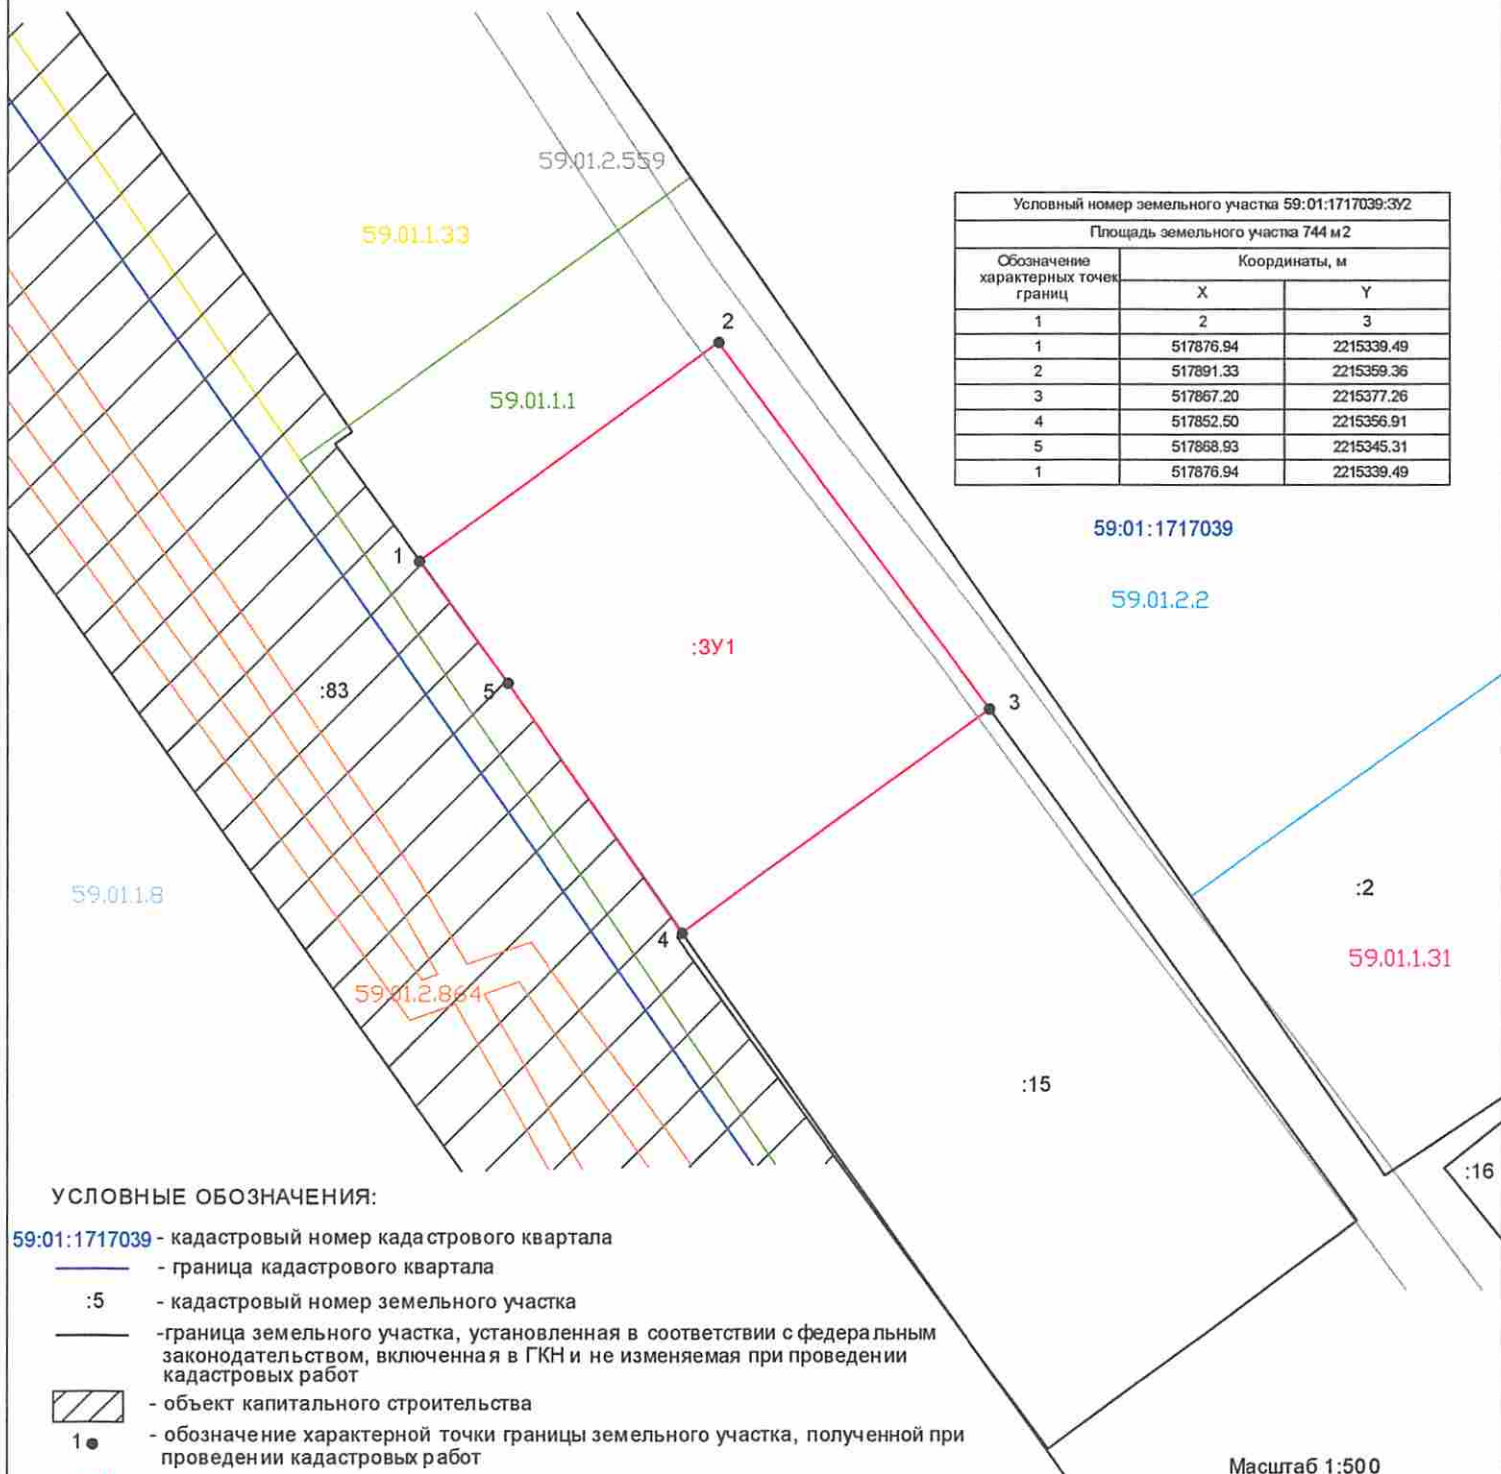 59.01.2.559
59.01.1.33
Условный номер земельного участка 59:01:1717039:ЗУ2
Площадь земельного участка 744 м2
Обозначение характерных точек границ
Координаты, м
X Y
1 2 3
1 517876.94 2215339.49
2 517891.33 2215359.36
3 517867.20 2215377.26
4 517852.50 2215356.91
5 517868.93 2215345.31
1 517876.94 2215339.49
2
59.01.1.1
59:01:1717039
1
59.01.2.2
:ЗУ1
:83
5
3
59.01.1.8
:2
4
59.01.1.31
59.01.2.864
:15
:16
УСЛОВНЫЕ ОБОЗНАЧЕНИЯ:
59:01:1717039 - кадастровый номер кадастрового квартала
- граница кадастрового квартала
:5 - кадастровый номер земельного участка
-граница земельного участка, установленная в соответствии с федеральным
законодательством, включенная в ГКН и не изменяемая при проведении
кадастровых работ
- объект капитального строительства
1 - обозначение характерной точки границы земельного участка, полученной при
проведении кадастровых работ
Масштаб 1:500